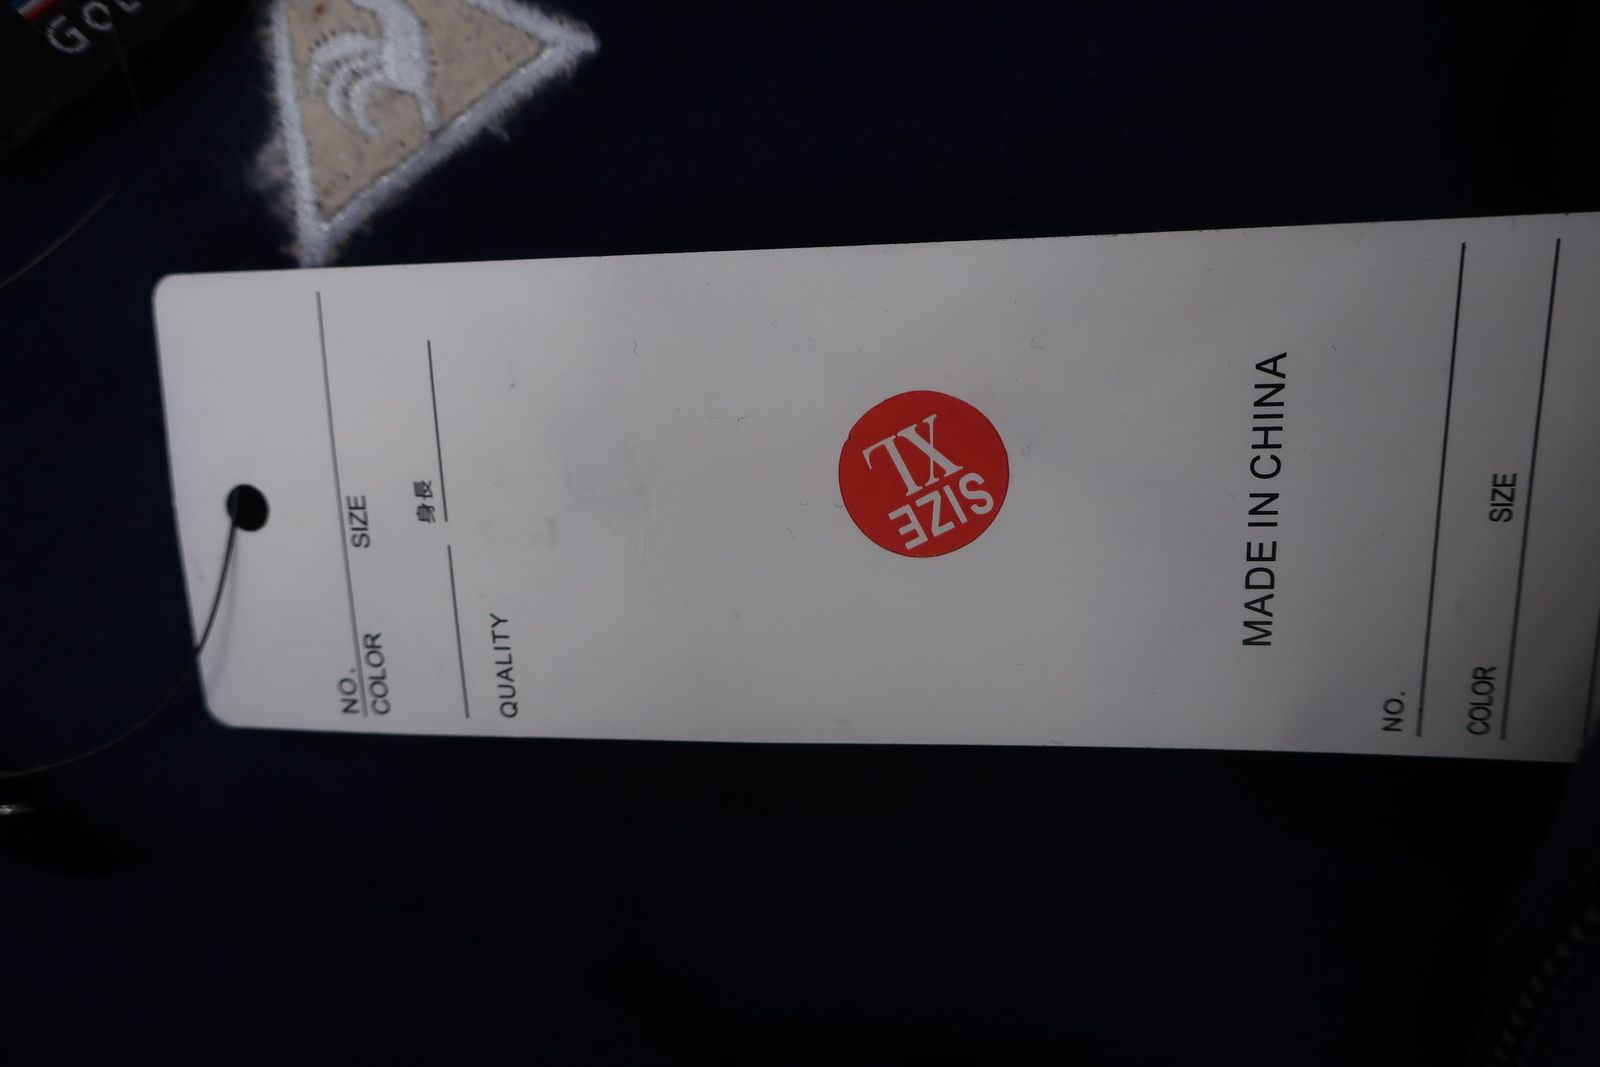 NO.
COLOR SIZE
身長
QUALITY
SIZE
XL
MADE IN CHINA
NO.
COLOR SIZE